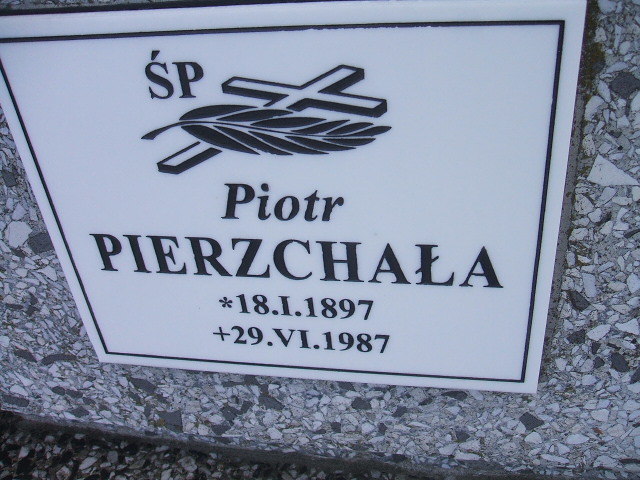 ŚP
Piotr
PIERZCHAŁA
*18.I.1897
+29.VI.1987